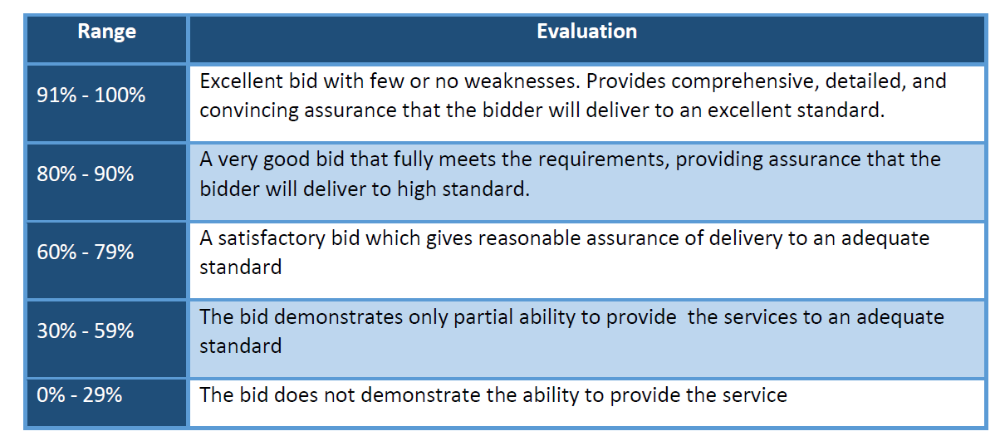 Range Evaluation
91% - 100%
Excellent bid with few or no weaknesses. Provides comprehensive, detailed, and
convincing assurance that the bidder will deliver to an excellent standard.
80% - 90%
A very good bid that fully meets the requirements, providing assurance that the
bidder will deliver to high standard.
60% - 79%
A satisfactory bid which gives reasonable assurance of delivery to an adequate
standard
30% - 59%
The bid demonstrates only partial ability to provide  the services to an adequate
standard
0% - 29%
The bid does not demonstrate the ability to provide the service